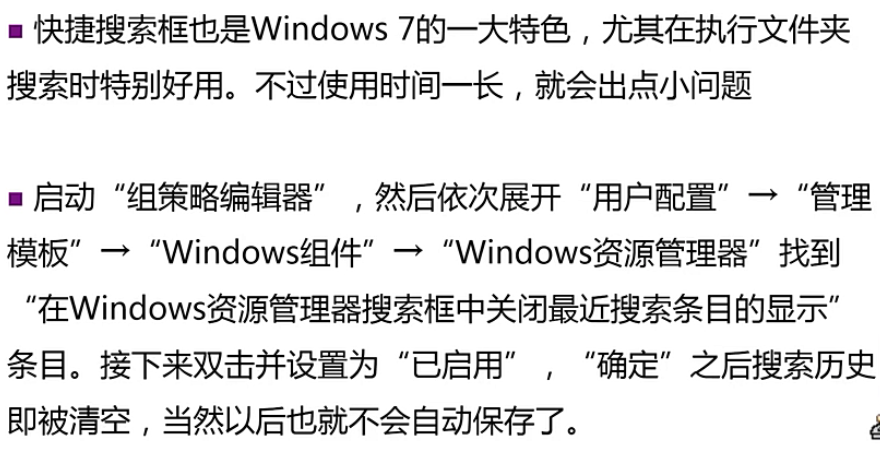 ■ 快捷搜索框也是Windows 7的一大特色，尤其在执行文件夹
搜索时特别好用。不过使用时间一长，就会出点小问题
■ 启动“组策略编辑器”，然后依次展开“用户配置”→“管理
模板”→“Windows组件”→“Windows资源管理器”找到
“在Windows资源管理器搜索框中关闭最近搜索条目的显示”
条目。接下来双击并设置为“已启用”，“确定”之后搜索历史
即被清空，当然以后也就不会自动保存了。